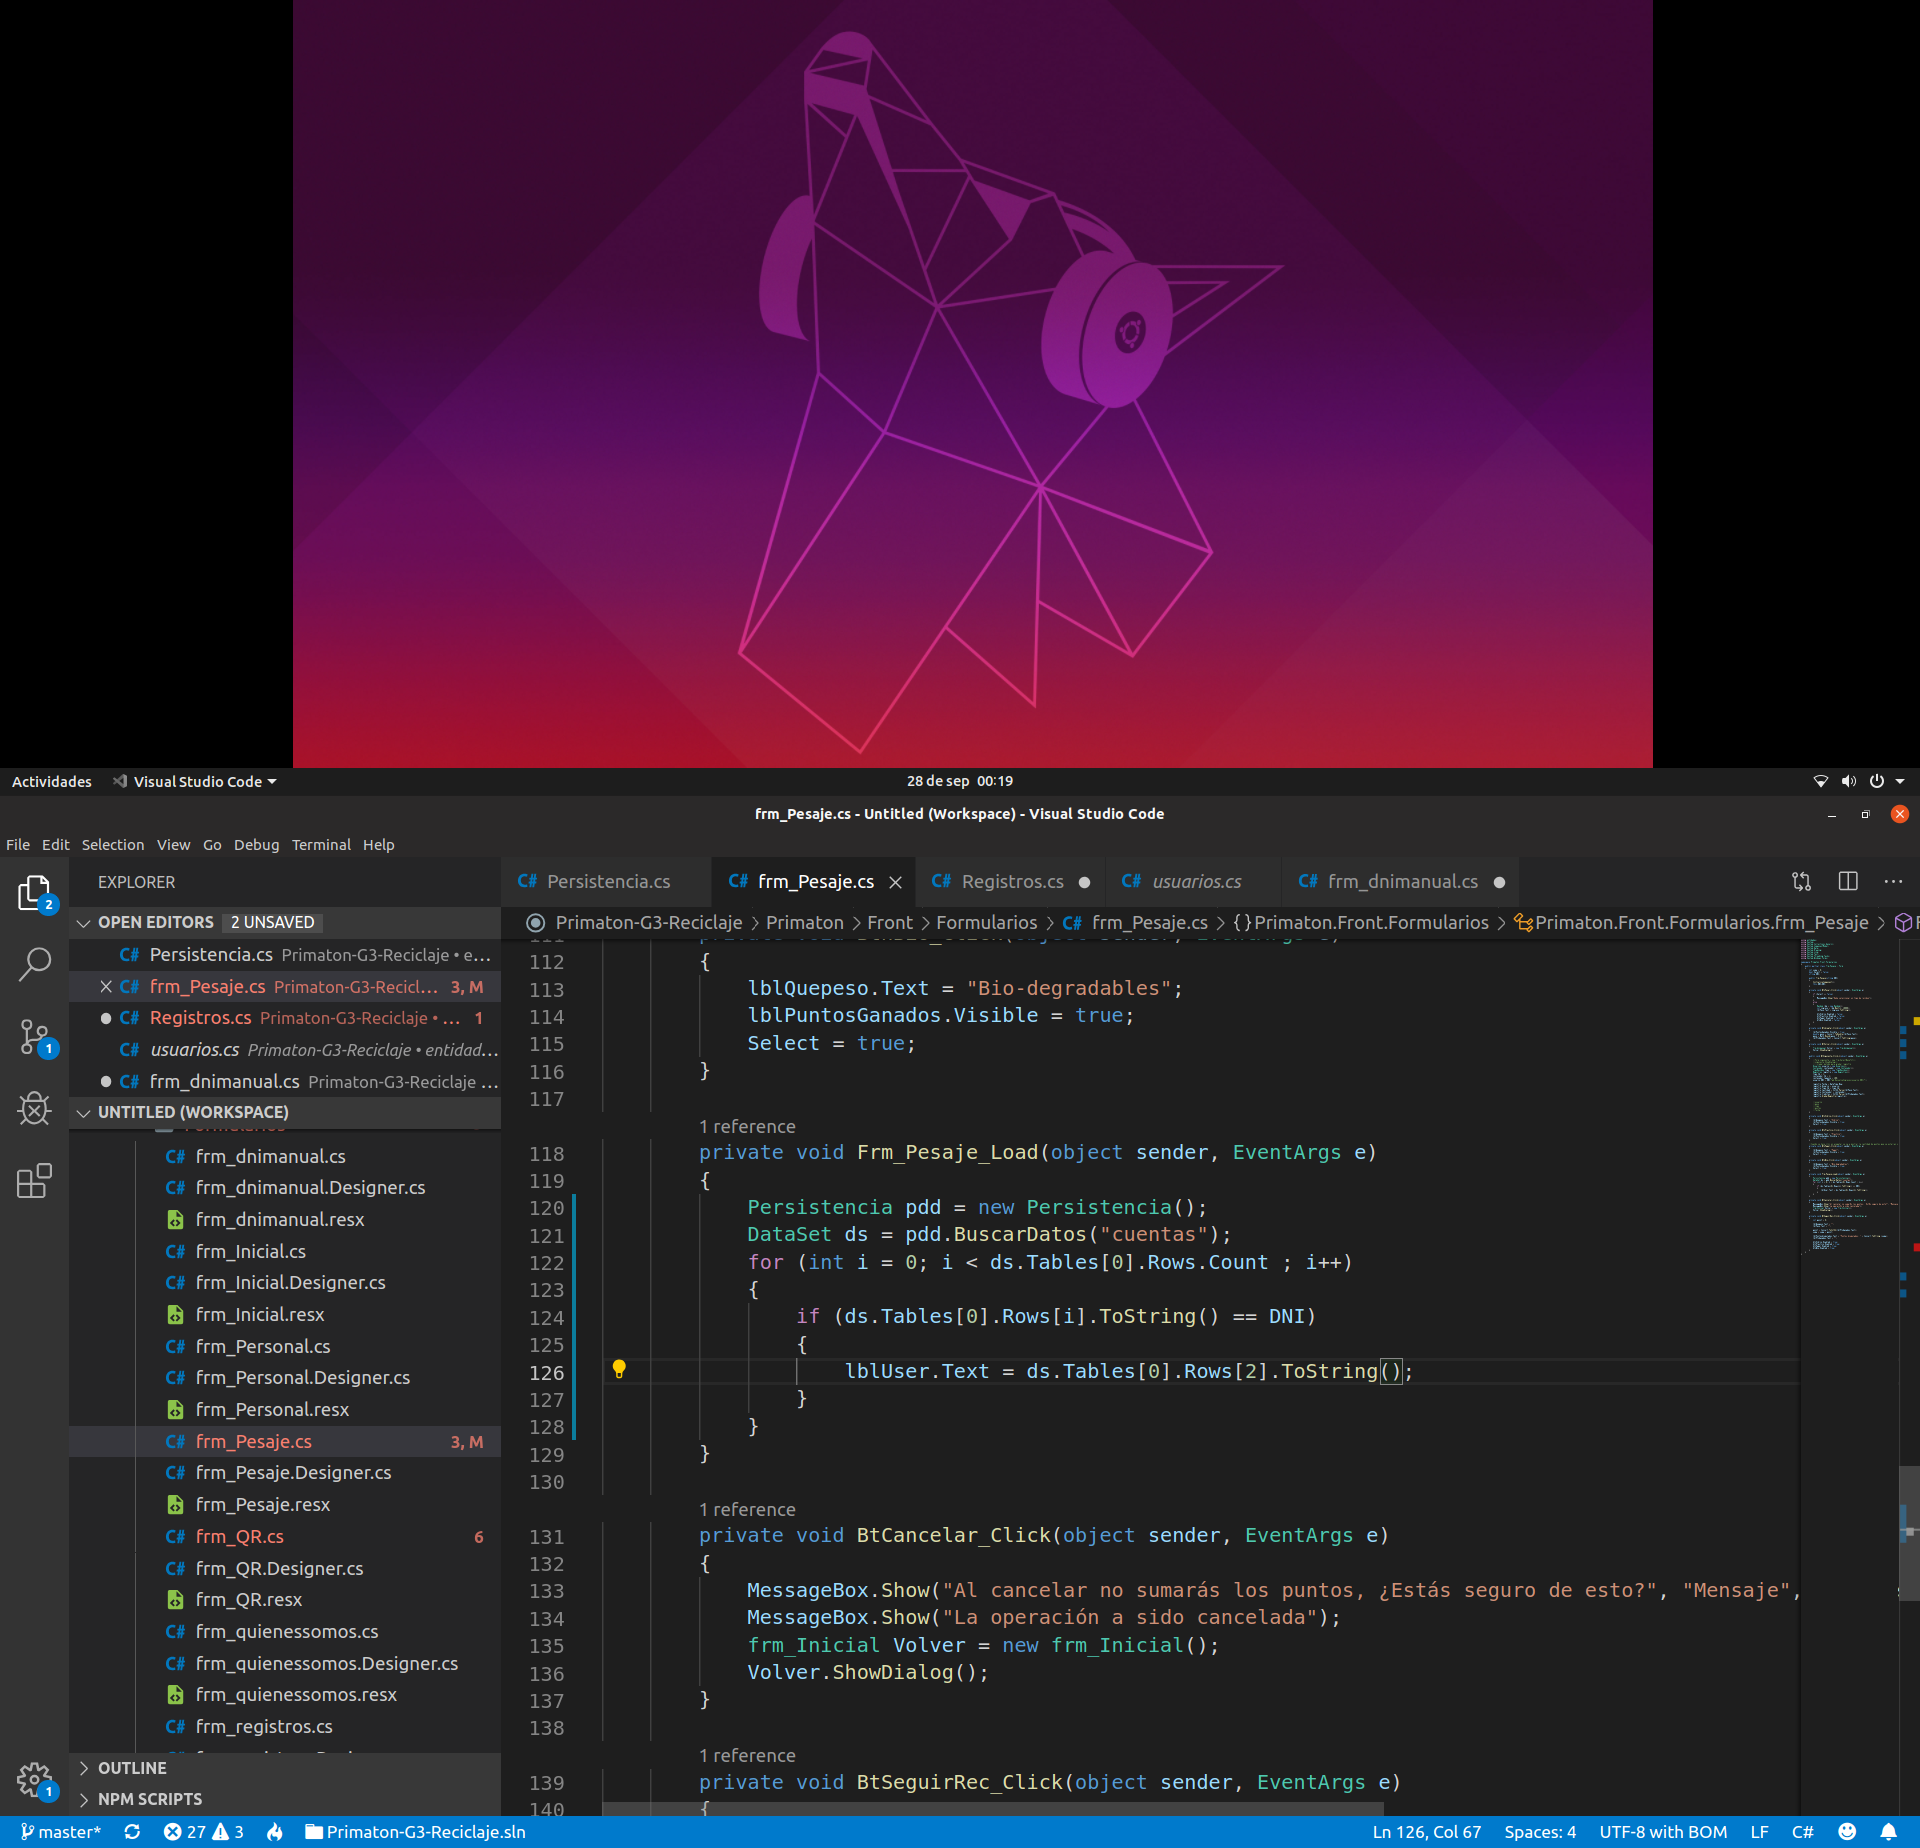 Actividades Visual Studio Code 28 de sep 00:19
frm_Pesaje.cs - Untitled (Workspace) - Visual Studio Code
File Edit Selection View Go Debug Terminal Help
EXPLORER
OPEN EDITORS 2 UNSAVED
C# Persistencia.cs Primaton-G3-Reciclaje • e...
C# frm_Pesaje.cs Primaton-G3-Recicl... 3, M
C# Registros.cs Primaton-G3-Reciclaje • ... 1
C# usuarios.cs Primaton-G3-Reciclaje • entidad...
C# frm_dnimanual.cs Primaton-G3-Reciclaje ...
UNTITLED (WORKSPACE)
C# frm_dnimanual.cs
C# frm_dnimanual.Designer.cs
frm_dnimanual.resx
C# frm_Inicial.cs
C# frm_Inicial.Designer.cs
frm_Inicial.resx
C# frm_Personal.cs
C# frm_Personal.Designer.cs
frm_Personal.resx
C# frm_Pesaje.cs 3, M
C# frm_Pesaje.Designer.cs
frm_Pesaje.resx
C# frm_QR.cs 6
C# frm_QR.Designer.cs
frm_QR.resx
C# frm_quienessomos.cs
C# frm_quienessomos.Designer.cs
frm_quienessomos.resx
C# frm_registros.cs
OUTLINE
NPM SCRIPTS
2
1
1
C# Persistencia.cs C# frm_Pesaje.cs C# Registros.cs C# usuarios.cs C# frm_dnimanual.cs
Primaton-G3-Reciclaje > Primaton > Front > Formularios > C# frm_Pesaje.cs > {} Primaton.Front.Formularios > Primaton.Front.Formularios.frm_Pesaje >
112 {
113 lblQuepeso.Text = "Bio-degradables";
114 lblPuntosGanados.Visible = true;
115 Select = true;
116 }
117
1 reference
118 private void Frm_Pesaje_Load(object sender, EventArgs e)
119 {
120 Persistencia pdd = new Persistencia();
121 DataSet ds = pdd.BuscarDatos("cuentas");
122 for (int i = 0; i < ds.Tables[0].Rows.Count ; i++)
123 {
124 if (ds.Tables[0].Rows[i].ToString() == DNI)
125 {
126 lblUser.Text = ds.Tables[0].Rows[2].ToString();
127 }
128 }
129 }
130
1 reference
131 private void BtCancelar_Click(object sender, EventArgs e)
132 {
133 MessageBox.Show("Al cancelar no sumarás los puntos, ¿Estás seguro de esto?", "Mensaje",
134 MessageBox.Show("La operación a sido cancelada");
135 frm_Inicial Volver = new frm_Inicial();
136 Volver.ShowDialog();
137 }
138
1 reference
139 private void BtSeguirRec_Click(object sender, EventArgs e)
140 {
master* 27 3 Primaton-G3-Reciclaje.sln Ln 126, Col 67 Spaces: 4 UTF-8 with BOM LF C#